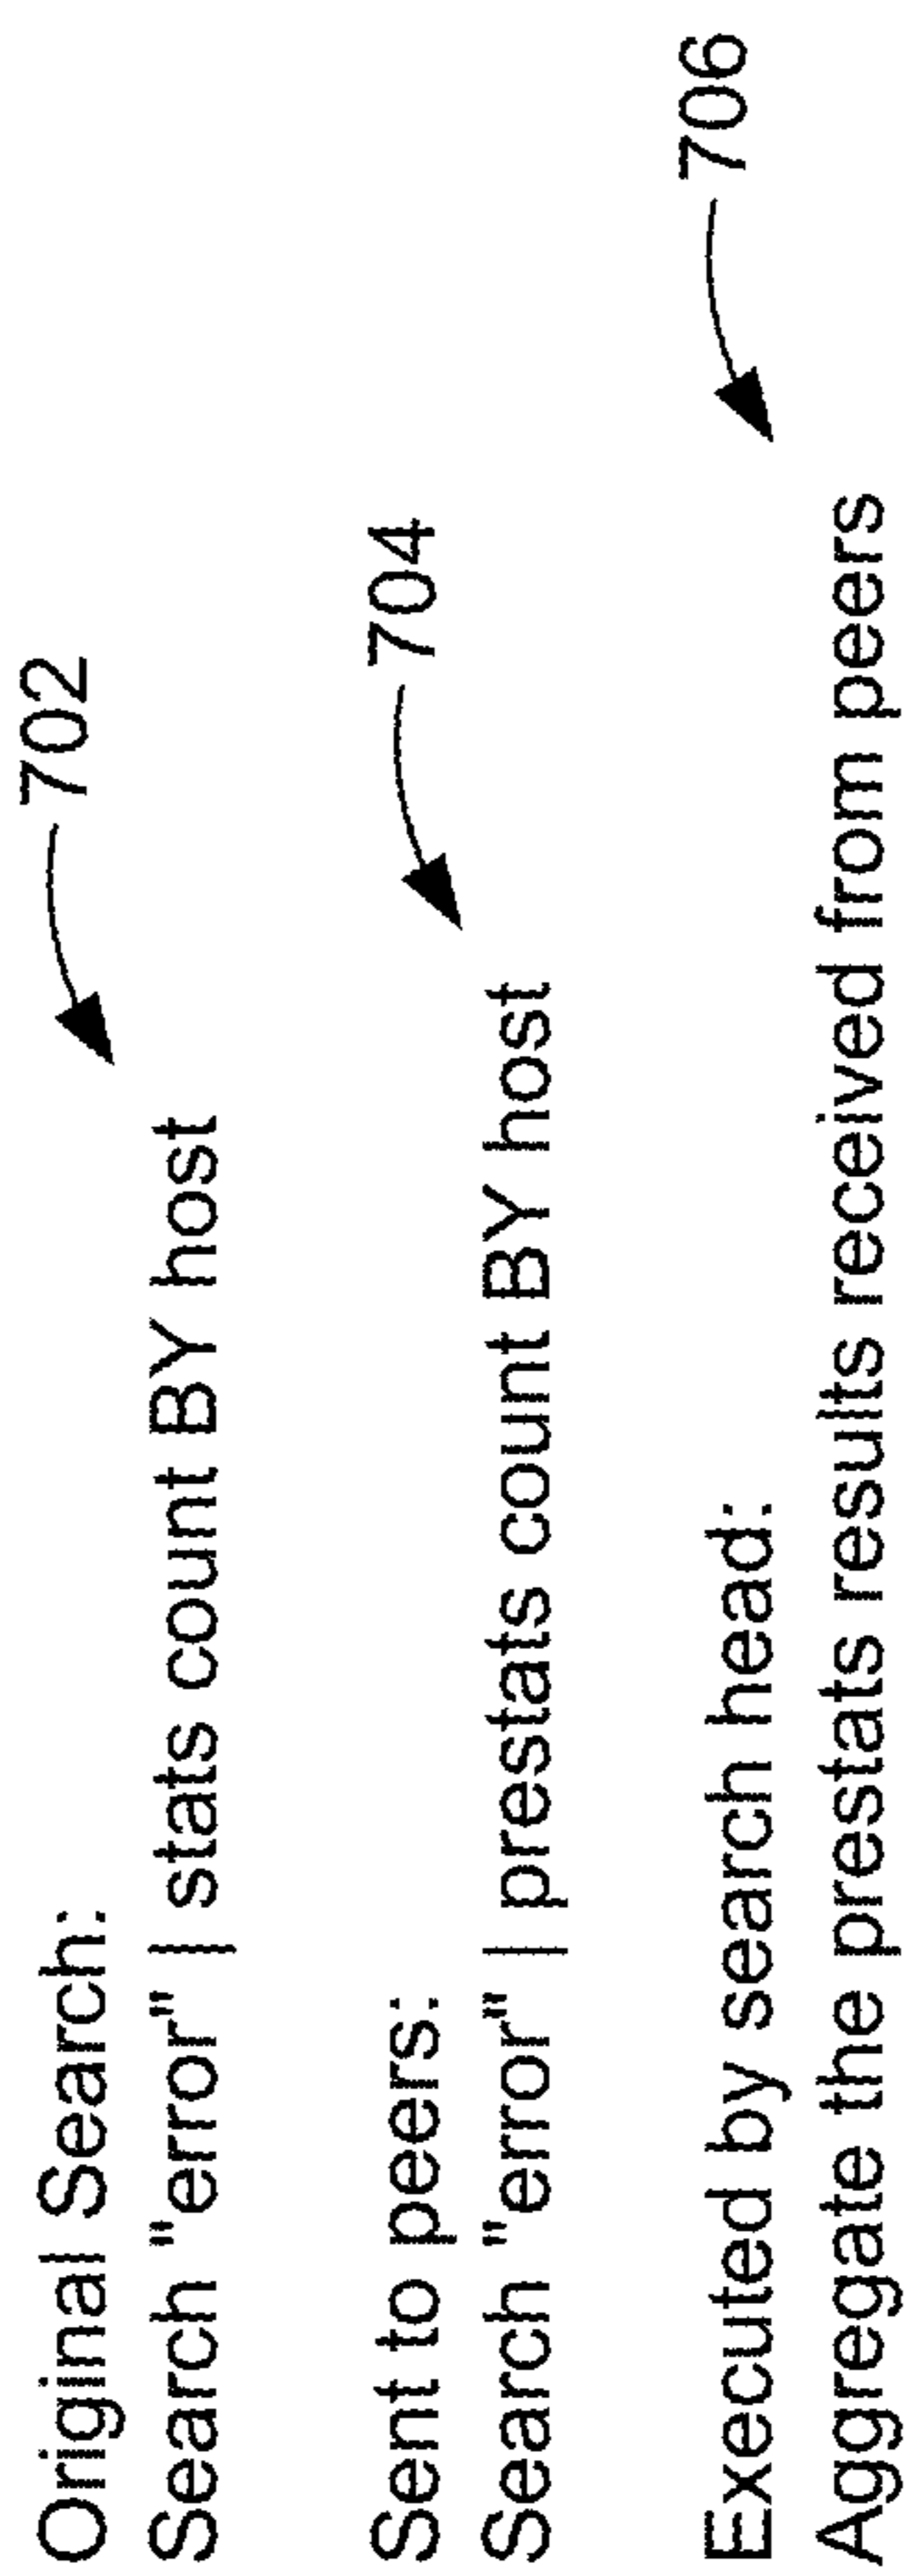 Original Search:
702
Search "error" | stats count BY host
Sent to peers:
704
Search "error" | prestats count BY host
Executed by search head:
706
Aggregate the prestats results received from peers